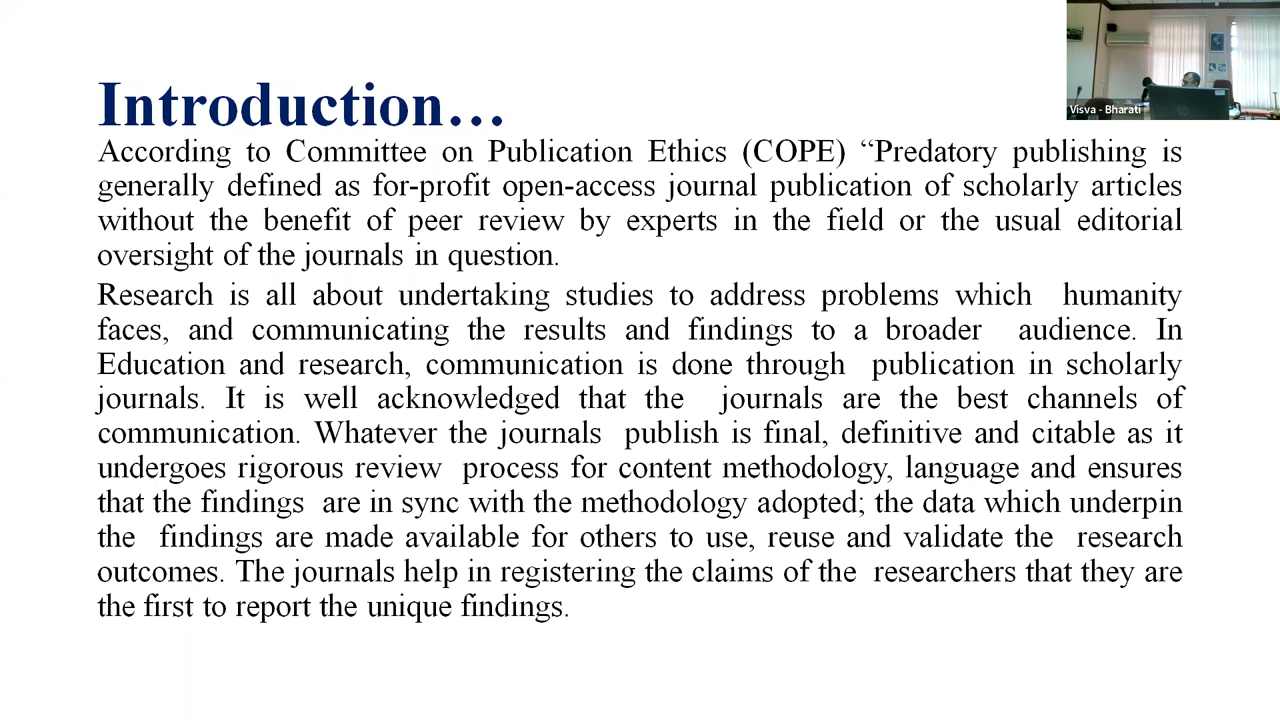 Visva - Bharati
Introduction…
According to Committee on Publication Ethics (COPE) “Predatory publishing is
generally defined as for-profit open-access journal publication of scholarly articles
without the benefit of peer review by experts in the field or the usual editorial
oversight of the journals in question.
Research is all about undertaking studies to address problems which humanity
faces, and communicating the results and findings to a broader audience. In
Education and research, communication is done through publication in scholarly
journals. It is well acknowledged that the journals are the best channels of
communication. Whatever the journals publish is final, definitive and citable as it
undergoes rigorous review process for content methodology, language and ensures
that the findings are in sync with the methodology adopted; the data which underpin
the findings are made available for others to use, reuse and validate the research
outcomes. The journals help in registering the claims of the researchers that they are
the first to report the unique findings.